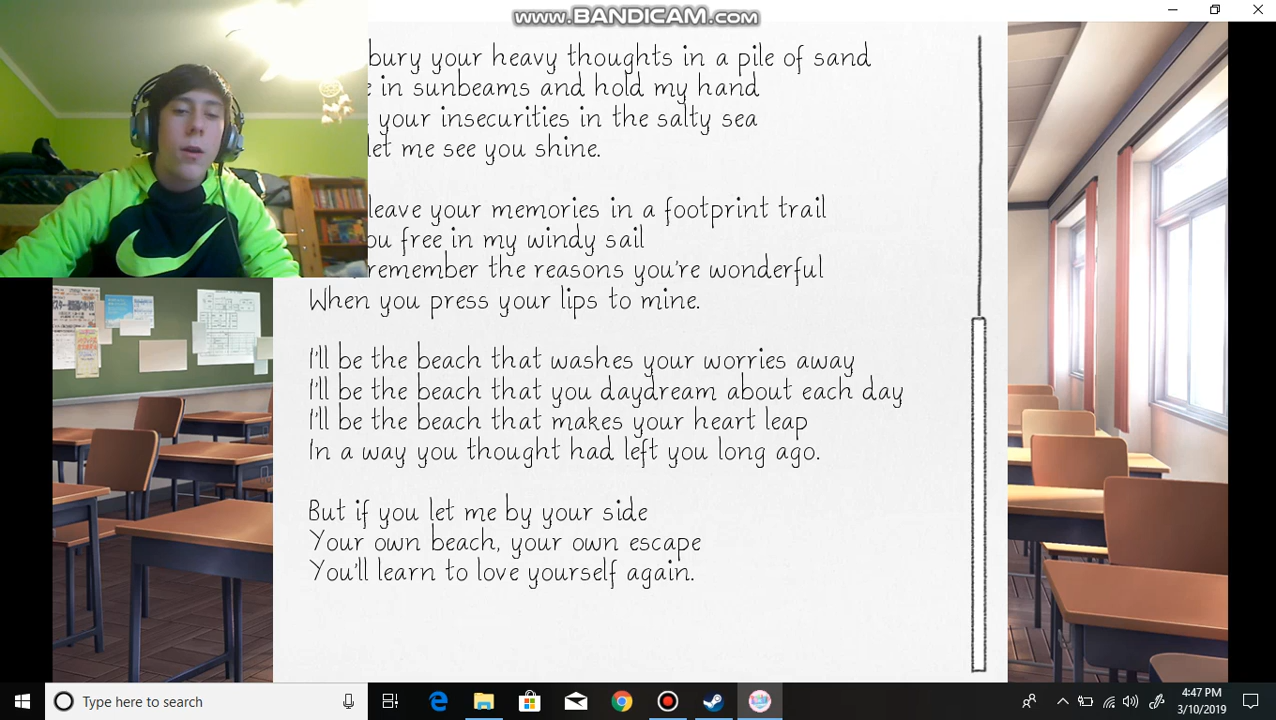 www.BANDICAM.com
bury your heavy thoughts in a pile of sand
in sunbeams and hold my hand
your insecurities in the salty sea
let me see you shine.
leave your memories in a footprint trail
ou free in my windy sail
remember the reasons you're wonderful
When you press your lips to mine.
I'll be the beach that washes your worries away
I'll be the beach that you daydream about each day
I'll be the beach that makes your heart leap
In a way you thought had left you long ago.
But if you let me by your side
Your own beach, your own escape
You'll learn to love yourself again.
Type here to search
4:47 PM
3/10/2019